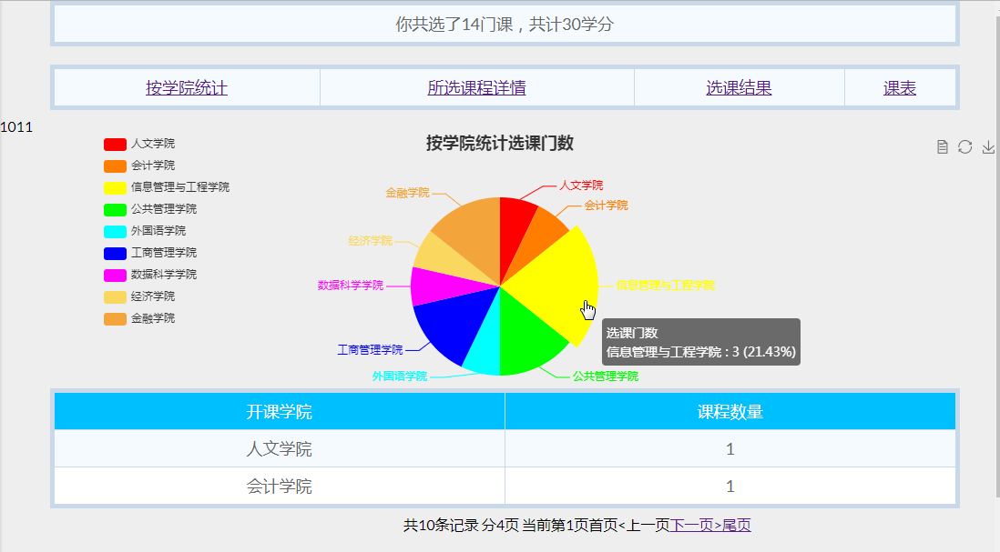 你共选了14门课，共计30学分
按学院统计 所选课程详情 选课结果 课表
1011
按学院统计选课门数
人文学院
会计学院
信息管理与工程学院
公共管理学院
外国语学院
工商管理学院
数据科学学院
经济学院
金融学院
人文学院
会计学院
信息管理与工程学院
公共管理学院
外国语学院
工商管理学院
数据科学学院
经济学院
金融学院
选课门数
信息管理与工程学院 : 3 (21.43%)
开课学院 课程数量
人文学院 1
会计学院 1
共10条记录 分4页 当前第1页首页<上一页下一页>尾页